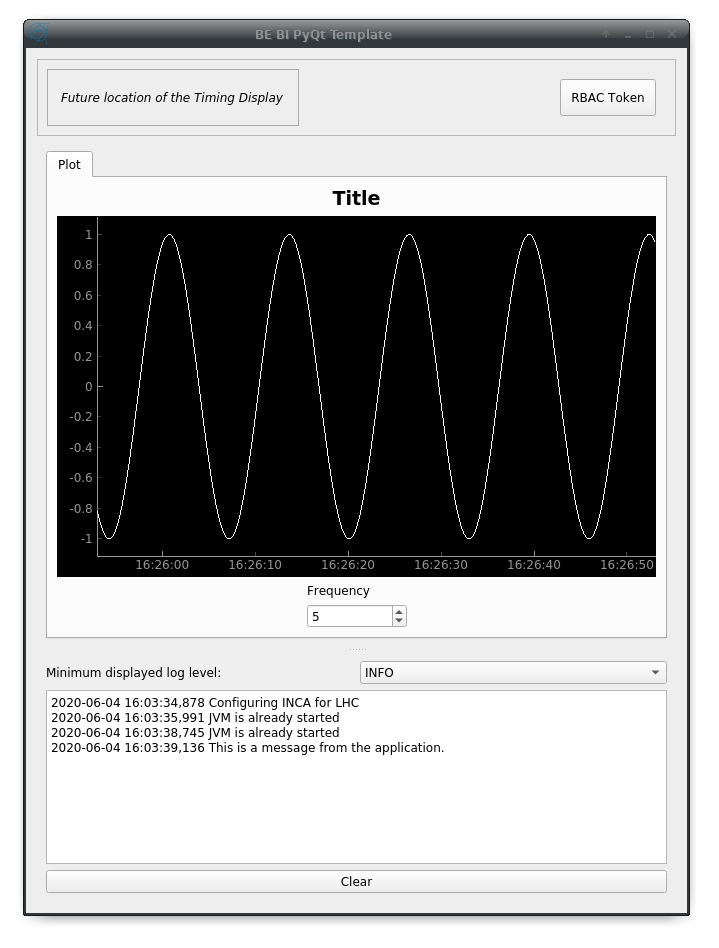 BE BI PyQt Template
Future location of the Timing Display
RBAC Token
Plot
Title
1
0.8
0.6
0.4
0.2
0
-0.2
-0.4
-0.6
-0.8
-1
16:26:00 16:26:10 16:26:20 16:26:30 16:26:40 16:26:50
Frequency
5
Minimum displayed log level: INFO
2020-06-04 16:03:34,878 Configuring INCA for LHC
2020-06-04 16:03:35,991 JVM is already started
2020-06-04 16:03:38,745 JVM is already started
2020-06-04 16:03:39,136 This is a message from the application.
Clear